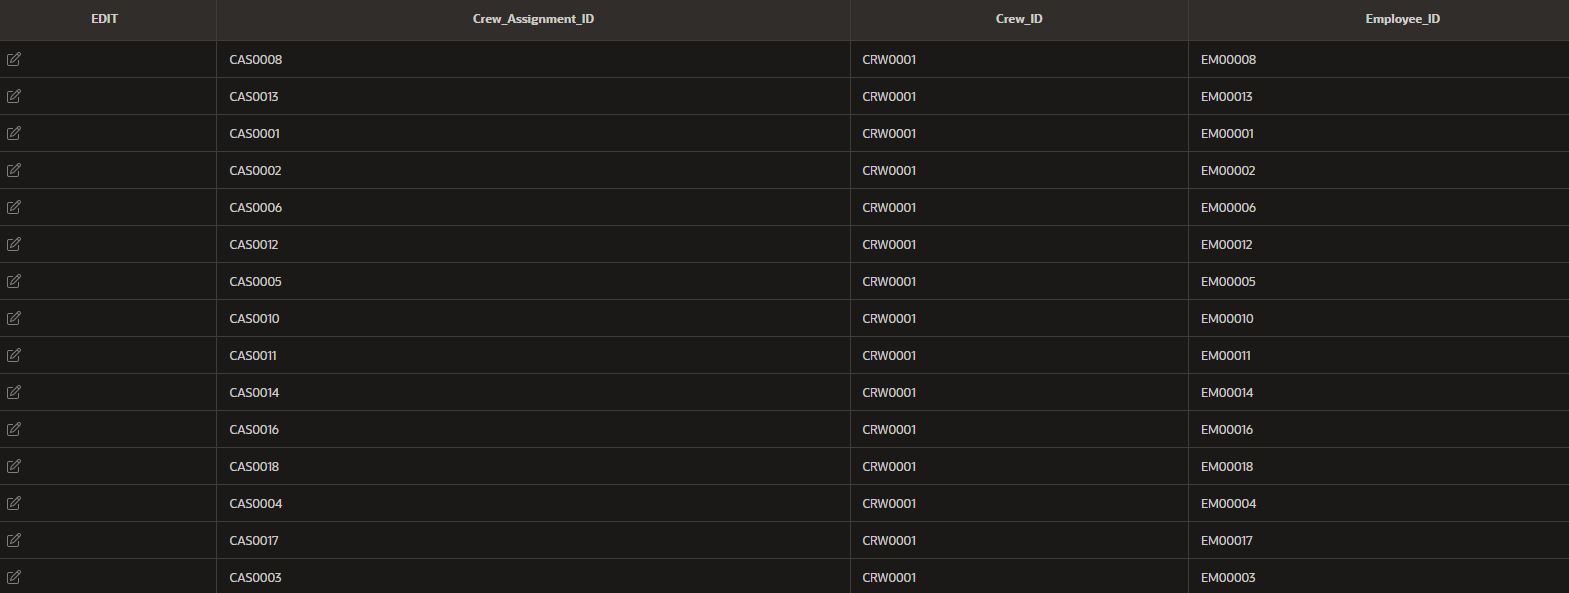 EDIT Crew_Assignment_ID Crew_ID Employee_ID
CAS0008 CRW0001 EM00008
CAS0013 CRW0001 EM00013
CAS0001 CRW0001 EM00001
CAS0002 CRW0001 EM00002
CAS0006 CRW0001 EM00006
CAS0012 CRW0001 EM00012
CAS0005 CRW0001 EM00005
CAS0010 CRW0001 EM00010
CAS0011 CRW0001 EM00011
CAS0014 CRW0001 EM00014
CAS0016 CRW0001 EM00016
CAS0018 CRW0001 EM00018
CAS0004 CRW0001 EM00004
CAS0017 CRW0001 EM00017
CAS0003 CRW0001 EM00003